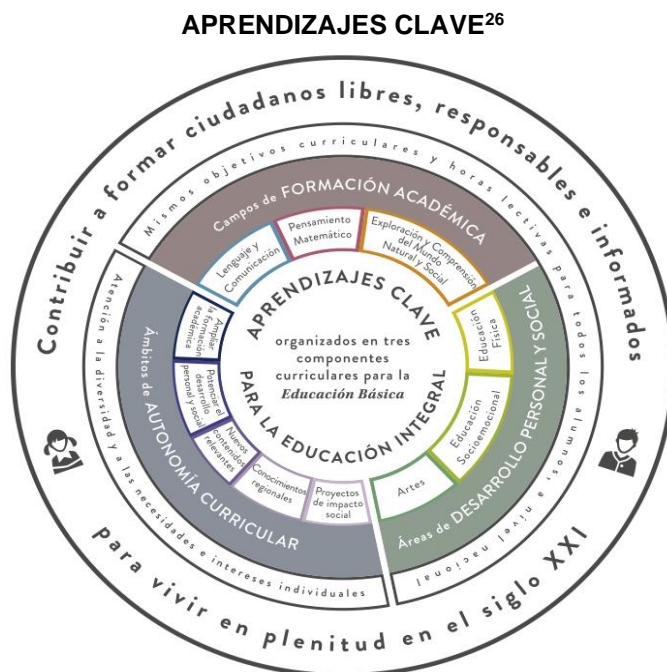 APRENDIZAJES CLAVE26
Contribuir a formar ciudadanos libres, responsables e informados
para vivir en plenitud en el siglo XXI
Mismos objetivos curriculares y horas lectivas para todos los alumnos, a nivel nacional
Atención a la diversidad y a las necesidades e intereses individuales
Campos de FORMACIÓN ACADÉMICA
Lenguaje y
Comunicación
Pensamiento
Matemático
Exploración y Comprensión
del Mundo
Natural y Social
Áreas de DESARROLLO PERSONAL Y SOCIAL
Educación
Física
Educación
Socioemocional
Artes
Ámbitos de AUTONOMÍA CURRICULAR
Ampliar
la formación
académica
Potenciar el
desarrollo
personal y social
Nuevos
contenidos
relevantes
Conocimientos
regionales
Proyectos
de impacto
social
APRENDIZAJES CLAVE
organizados en tres
componentes
curriculares para la
Educación Básica
PARA LA EDUCACIÓN INTEGRAL